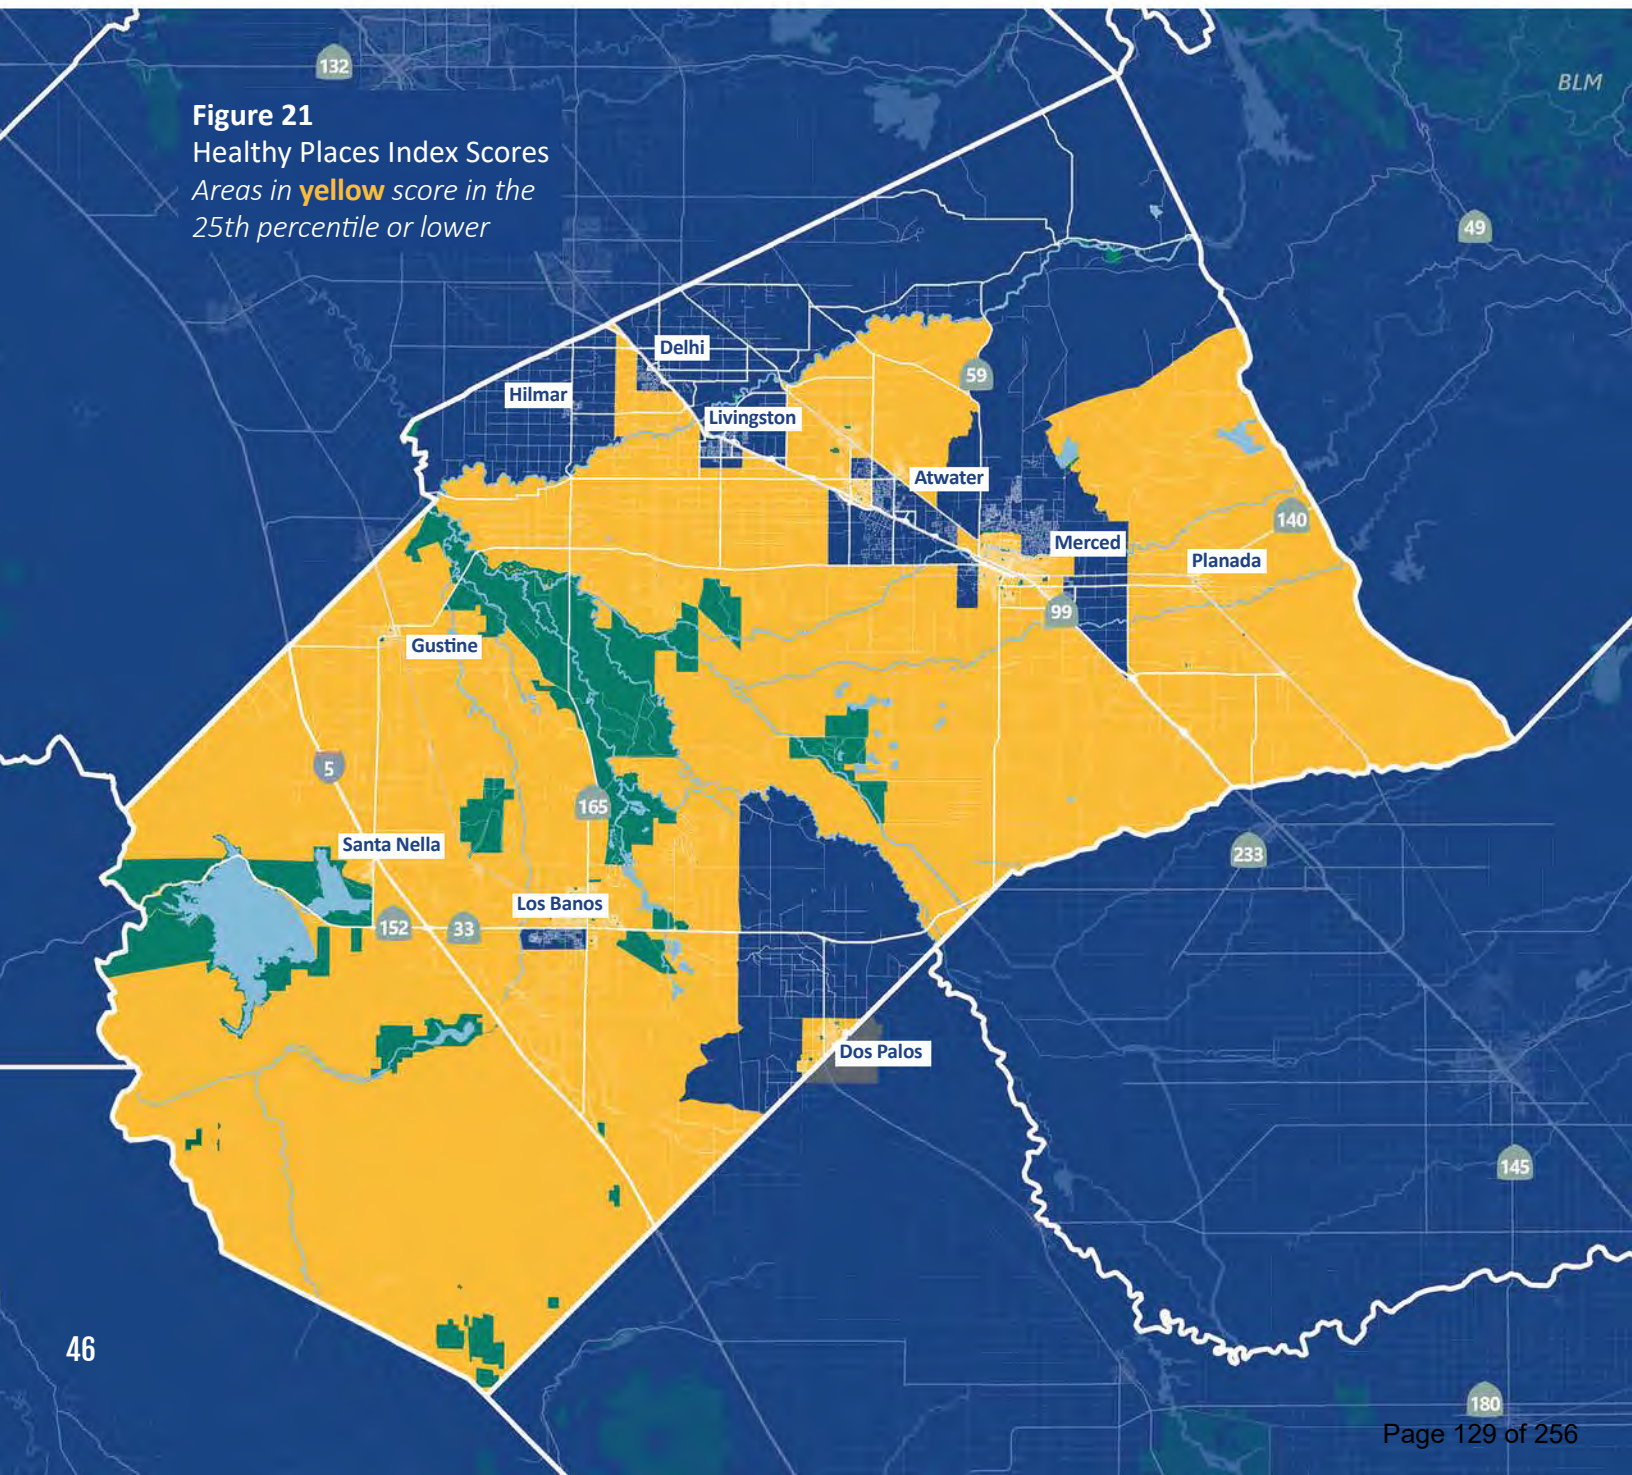 132
BLM
Figure 21
Healthy Places Index Scores
Areas in yellow score in the
25th percentile or lower
49
Delhi
59
Hilmar
Livingston
Atwater
140
Merced
Planada
99
Gustine
5
165
Santa Nella
233
Los Banos
152
33
Dos Palos
145
46
180
Page 129 of 256